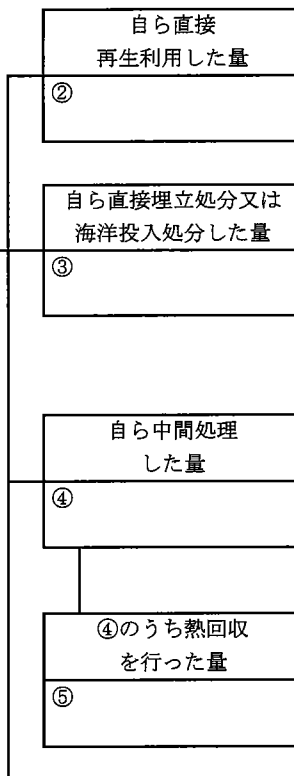 自ら直接
再生利用した量
②
自ら直接埋立処分又は
海洋投入処分した量
③
自ら中間処理
した量
④
④のうち熱回収
を行った量
⑤